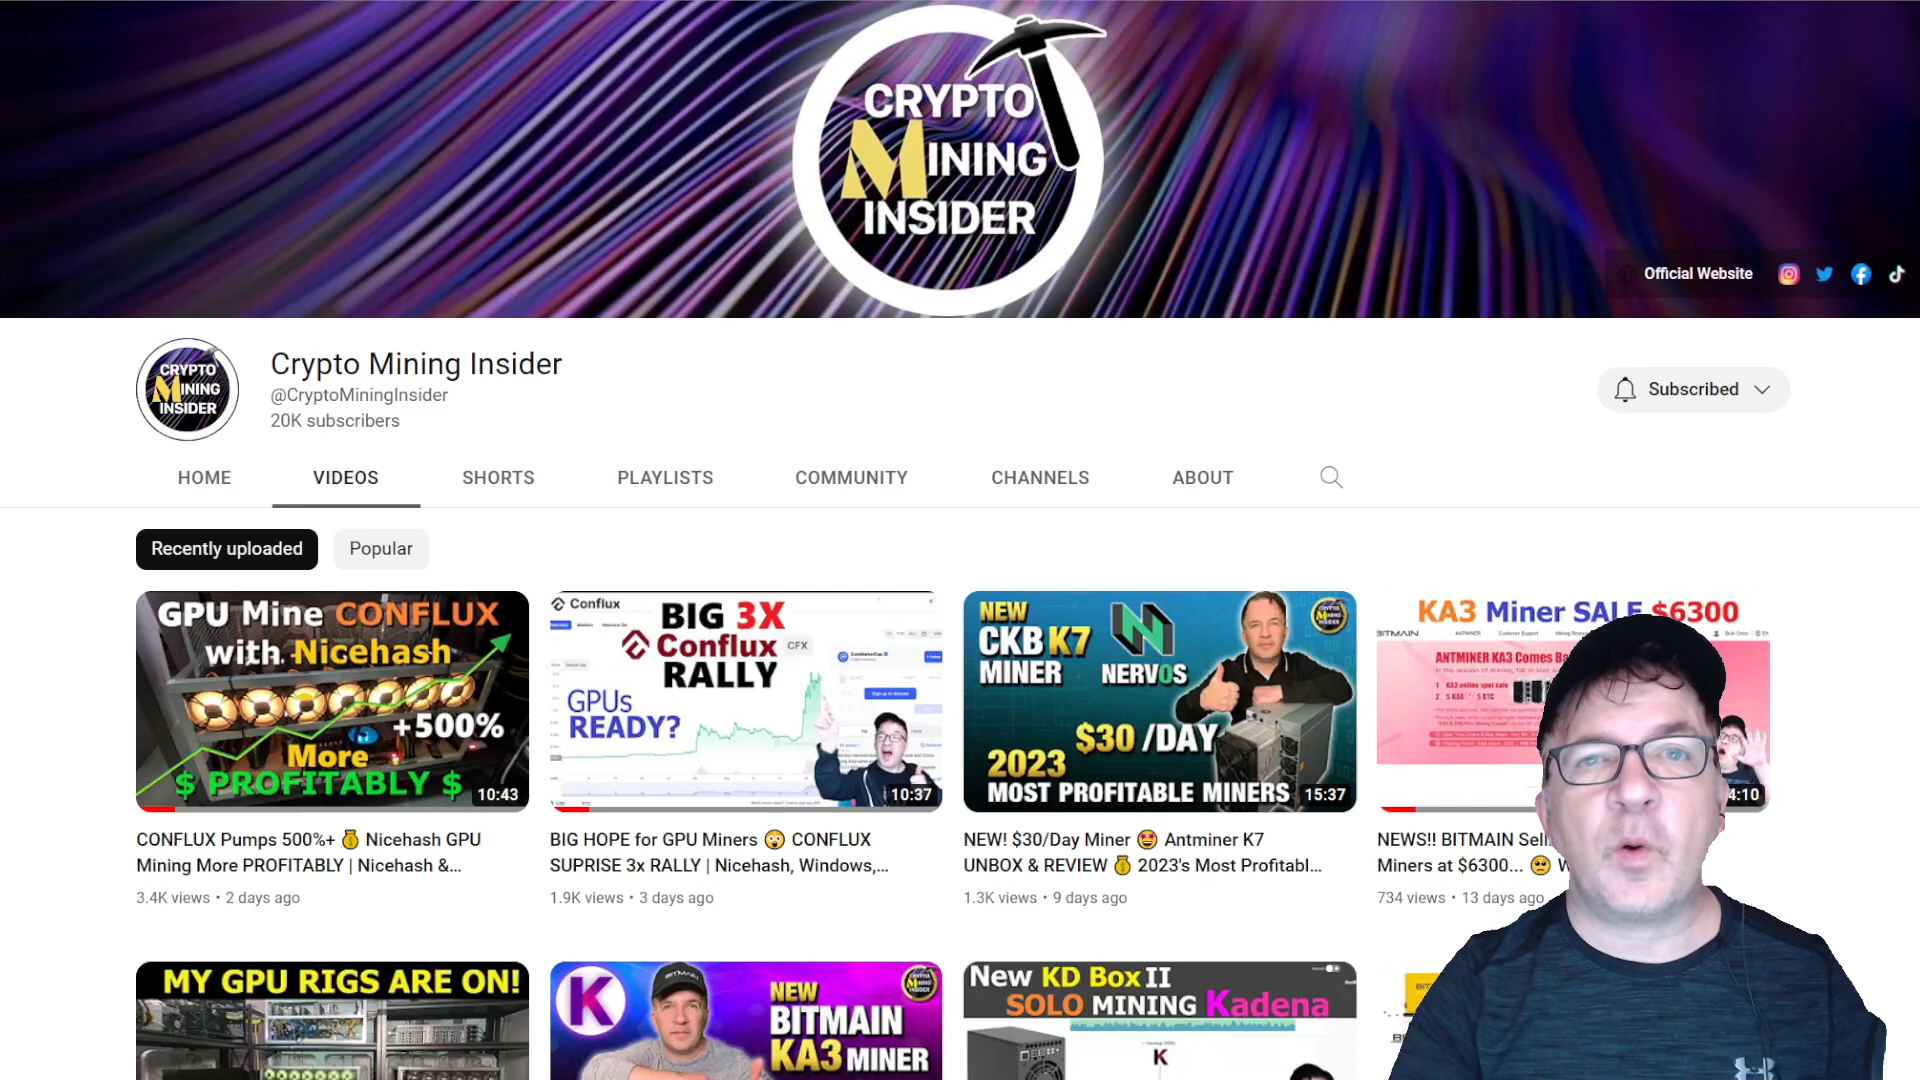 CRYPTO
MINING
INSIDER
Official Website
CRYPTO
MINING
INSIDER
Crypto Mining Insider
@CryptoMiningInsider
20K subscribers
Subscribed
HOME
VIDEOS
SHORTS
PLAYLISTS
COMMUNITY
CHANNELS
ABOUT
Recently uploaded
Popular
GPU Mine CONFLUX
with Nicehash
+500%
More
$ PROFITABLY $
10:43
Conflux
BIG 3X
Conflux
CFX
RALLY
GPUs
READY?
10:37
NEW
CKB K7
MINER
NERVOS
$30 /DAY
2023
MOST PROFITABLE MINERS
15:37
KA3 Miner SALE $6300
ANTMINER KA3 Comes Ba
4:10
CONFLUX Pumps 500%+ 💰 Nicehash GPU
Mining More PROFITABLY | Nicehash &...
3.4K views • 2 days ago
BIG HOPE for GPU Miners 😲 CONFLUX
SUPRISE 3x RALLY | Nicehash, Windows,...
1.9K views • 3 days ago
NEW! $30/Day Miner 🤩 Antminer K7
UNBOX & REVIEW 💰 2023's Most Profitabl...
1.3K views • 9 days ago
NEWS!! BITMAIN Sell
Miners at $6300... 🥺 W
734 views • 13 days ago
MY GPU RIGS ARE ON!
K
BITMAIN
NEW
BITMAIN
KA3 MINER
New KD Box II
SOLO MINING Kadena
K